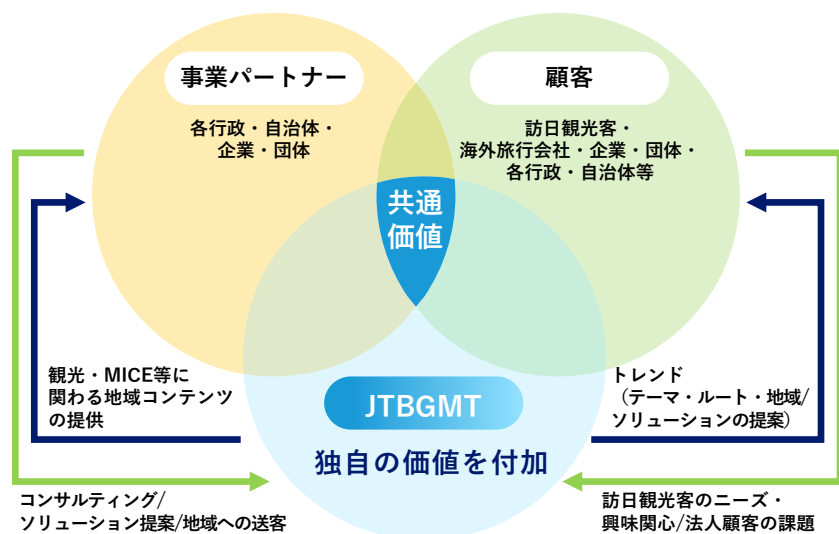 事業パートナー
各行政・自治体・
企業・団体
顧客
訪日観光客・
海外旅行会社・企業・団体・
各行政・自治体等
共通
価値
観光・MICE等に
関わる地域コンテンツ
の提供
トレンド
（テーマ・ルート・地域/
ソリューションの提案）
JTBGMT
独自の価値を付加
コンサルティング/
ソリューション提案/地域への送客
訪日観光客のニーズ・
興味関心/法人顧客の課題